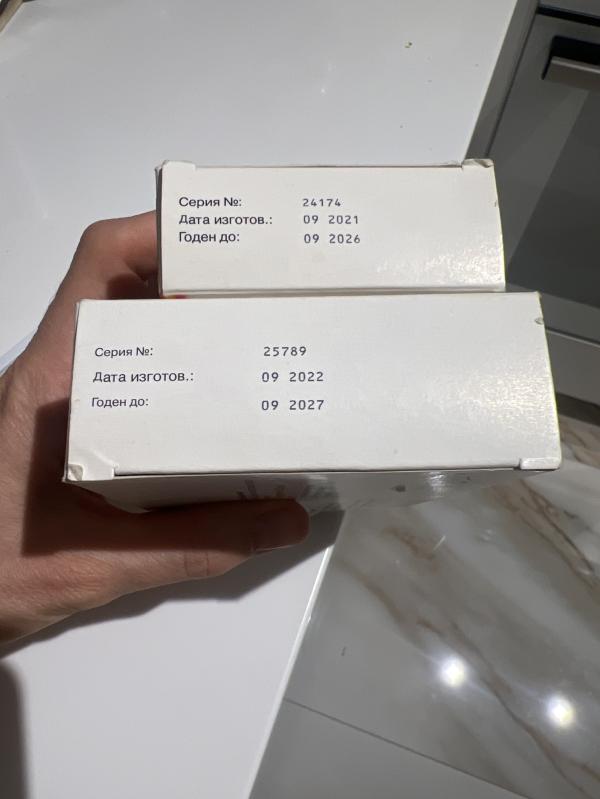 Серия №: 24174
Дата изготов.: 09 2021
Годен до: 09 2026
Серия №: 25789
Дата изготов.: 09 2022
Годен до: 09 2027